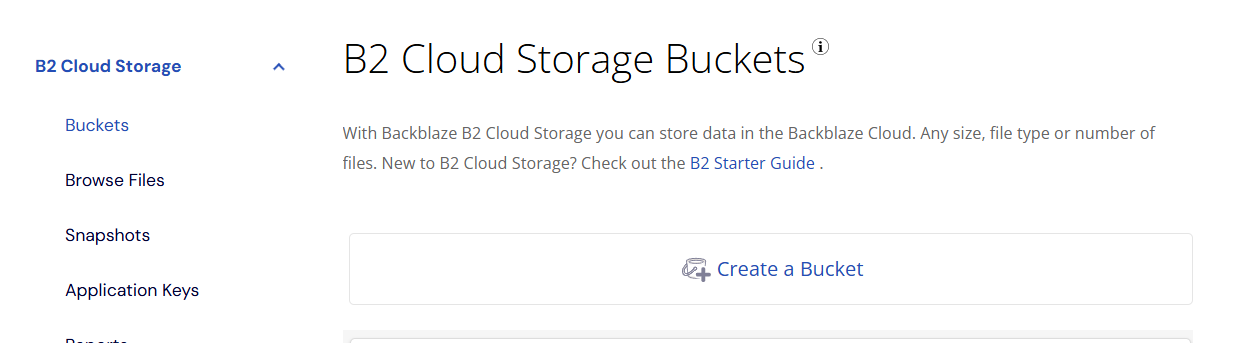 B2 Cloud Storage
Buckets
Browse Files
Snapshots
Application Keys
Reports
B2 Cloud Storage Buckets
With Backblaze B2 Cloud Storage you can store data in the Backblaze Cloud. Any size, file type or number of
files. New to B2 Cloud Storage? Check out the B2 Starter Guide .
Create a Bucket